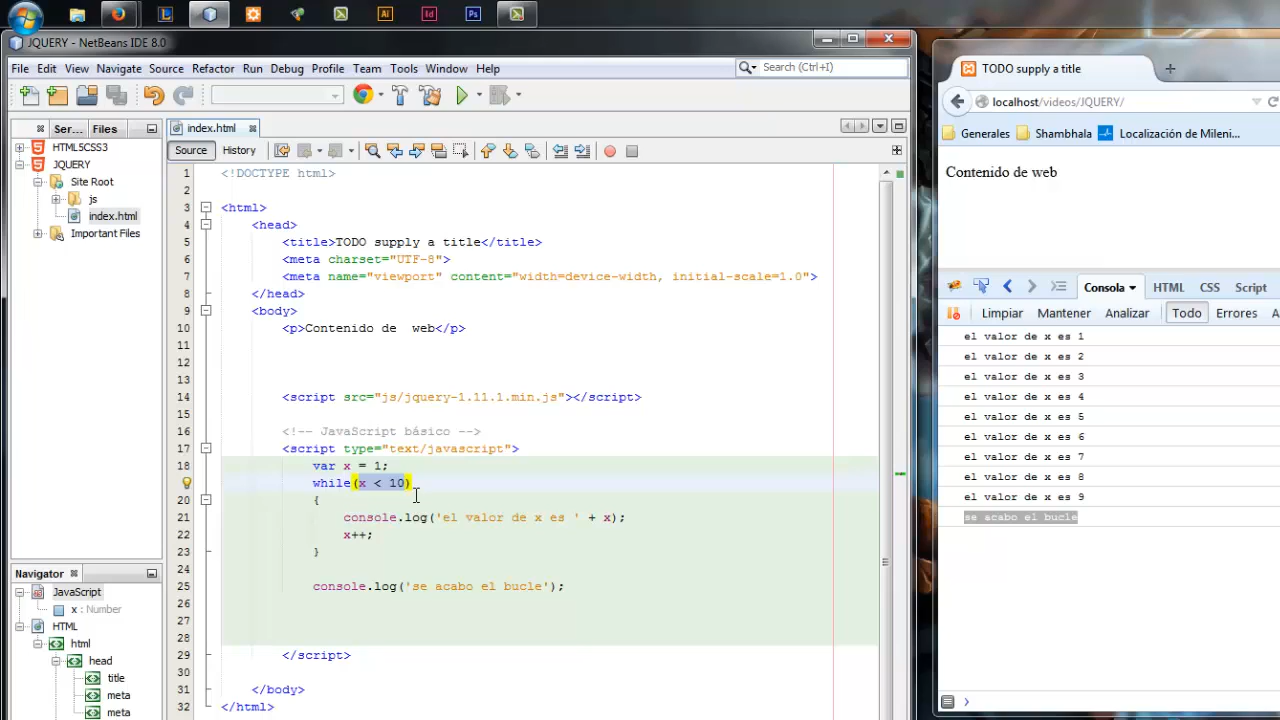 Ai
Id
Ps
JQUERY - NetBeans IDE 8.0
File Edit View Navigate Source Refactor Run Debug Profile Team Tools Window Help
Search (Ctrl+I)
Ser... Files
HTML5CSS3
JQUERY
Site Root
js
index.html
Important Files
index.html
Source History
1 <!DOCTYPE html>
2
3 <html>
4 <head>
5 <title>TODO supply a title</title>
6 <meta charset="UTF-8">
7 <meta name="viewport" content="width=device-width, initial-scale=1.0">
8 </head>
9 <body>
10 <p>Contenido de  web</p>
11
12
13
14 <script src="js/jquery-1.11.1.min.js"></script>
15
16 <!-- JavaScript básico -->
17 <script type="text/javascript">
18 var x = 1;
while(x < 10)
20 {
21 console.log('el valor de x es ' + x);
22 x++;
23 }
24
25 console.log('se acabo el bucle');
26
27
28
29 </script>
30
31 </body>
32 </html>
Navigator
JavaScript
x : Number
HTML
html
head
title
meta
meta
TODO supply a title
localhost/videos/JQUERY/
Generales Shambhala Localización de Mileni...
Contenido de web
Consola HTML CSS Script
Limpiar Mantener Analizar Todo Errores A
el valor de x es 1
el valor de x es 2
el valor de x es 3
el valor de x es 4
el valor de x es 5
el valor de x es 6
el valor de x es 7
el valor de x es 8
el valor de x es 9
se acabo el bucle